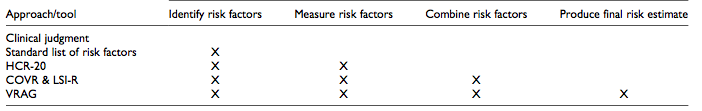 Approach/tool Identify risk factors Measure risk factors Combine risk factors Produce final risk estimate
Clinical judgment
Standard list of risk factors X
HCR-20 X X
COVR & LSI-R X X X
VRAG X X X X